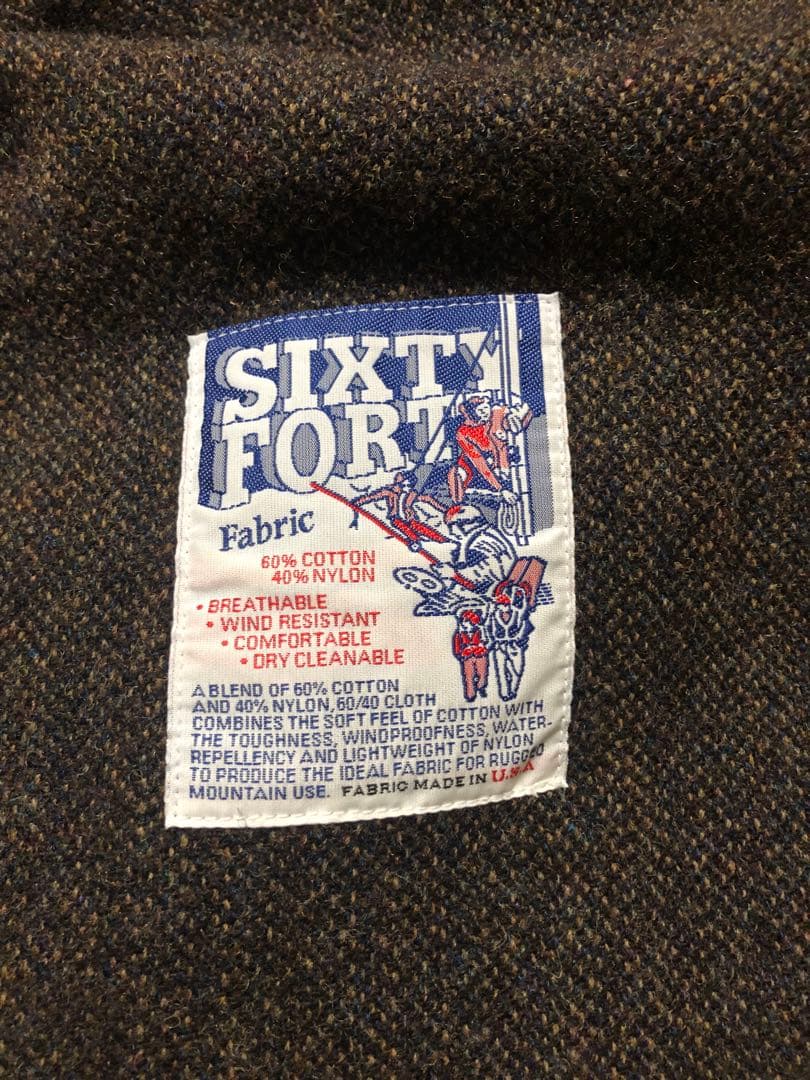 SIXTY
FORTY
Fabric
60% COTTON
40% NYLON
• BREATHABLE
• WIND RESISTANT
• COMFORTABLE
• DRY CLEANABLE
A BLEND OF 60% COTTON
AND 40% NYLON, 60/40 CLOTH
COMBINES THE SOFT FEEL OF COTTON WITH
THE TOUGHNESS, WINDPROOFNESS, WATER-
REPELLENCY AND LIGHTWEIGHT OF NYLON
TO PRODUCE THE IDEAL FABRIC FOR RUGGED
MOUNTAIN USE. FABRIC MADE IN U.S.A